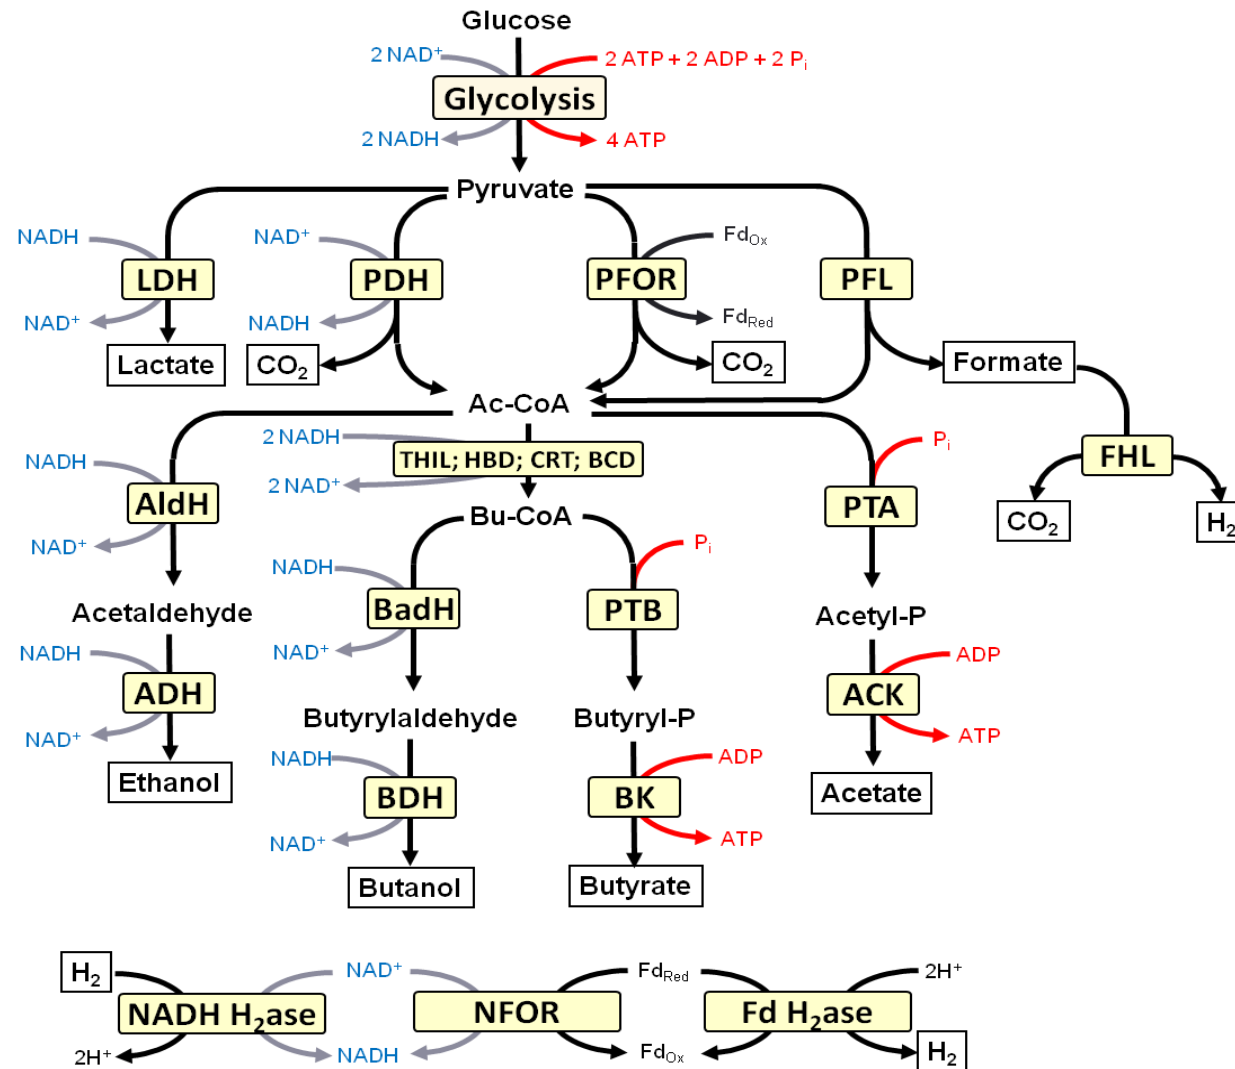 Glucose
2 NAD⁺
2 ATP + 2 ADP + 2 Pᵢ
Glycolysis
2 NADH
4 ATP
Pyruvate
NADH
NAD⁺
Fd_Ox
LDH
PDH
PFOR
PFL
NAD⁺
NADH
Fd_Red
Lactate
CO₂
CO₂
Formate
Ac-CoA
2 NADH
Pᵢ
NADH
THIL; HBD; CRT; BCD
FHL
2 NAD⁺
AldH
PTA
Bu-CoA
CO₂
H₂
NAD⁺
Pᵢ
NADH
BadH
PTB
Acetaldehyde
Acetyl-P
NADH
NAD⁺
ADP
ADH
ACK
Butyrylaldehyde
Butyryl-P
NAD⁺
ATP
NADH
ADP
Ethanol
BDH
BK
Acetate
NAD⁺
ATP
Butanol
Butyrate
H₂
NAD⁺
Fd_Red
2H⁺
NADH H₂ase
NFOR
Fd H₂ase
2H⁺
NADH
Fd_Ox
H₂